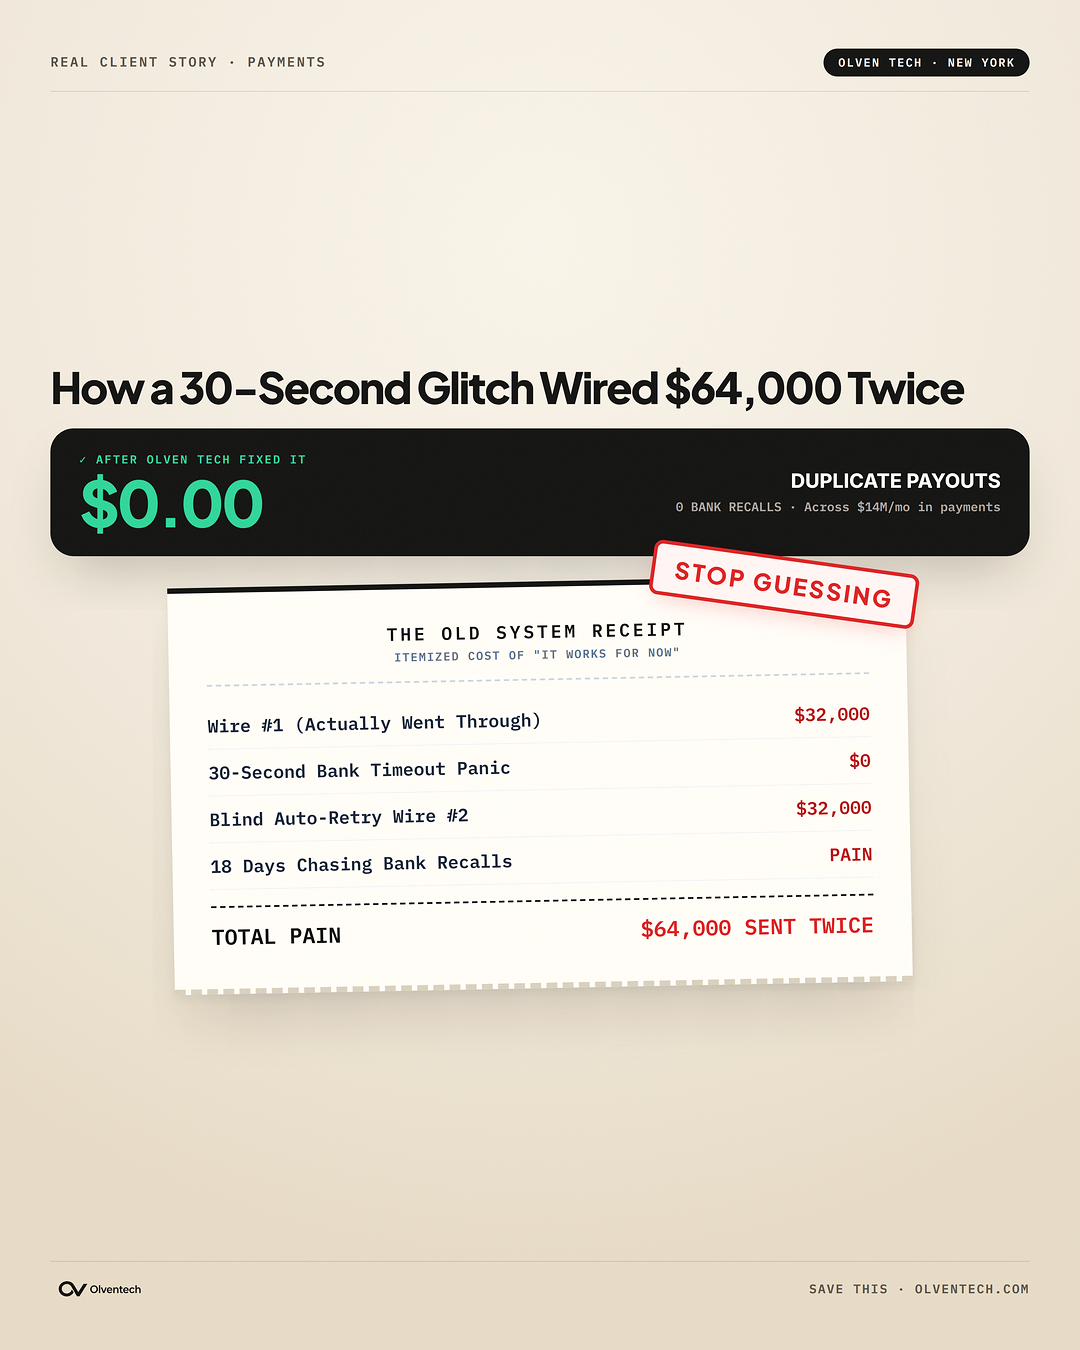 REAL CLIENT STORY · PAYMENTS
OLVEN TECH · NEW YORK
How a 30-Second Glitch Wired $64,000 Twice
✓ AFTER OLVEN TECH FIXED IT
$0.00
DUPLICATE PAYOUTS
0 BANK RECALLS · Across $14M/mo in payments
STOP GUESSING
THE OLD SYSTEM RECEIPT
ITEMIZED COST OF "IT WORKS FOR NOW"
Wire #1 (Actually Went Through) $32,000
30-Second Bank Timeout Panic $0
Blind Auto-Retry Wire #2 $32,000
18 Days Chasing Bank Recalls PAIN
TOTAL PAIN $64,000 SENT TWICE
Olventech
SAVE THIS · OLVENTECH.COM